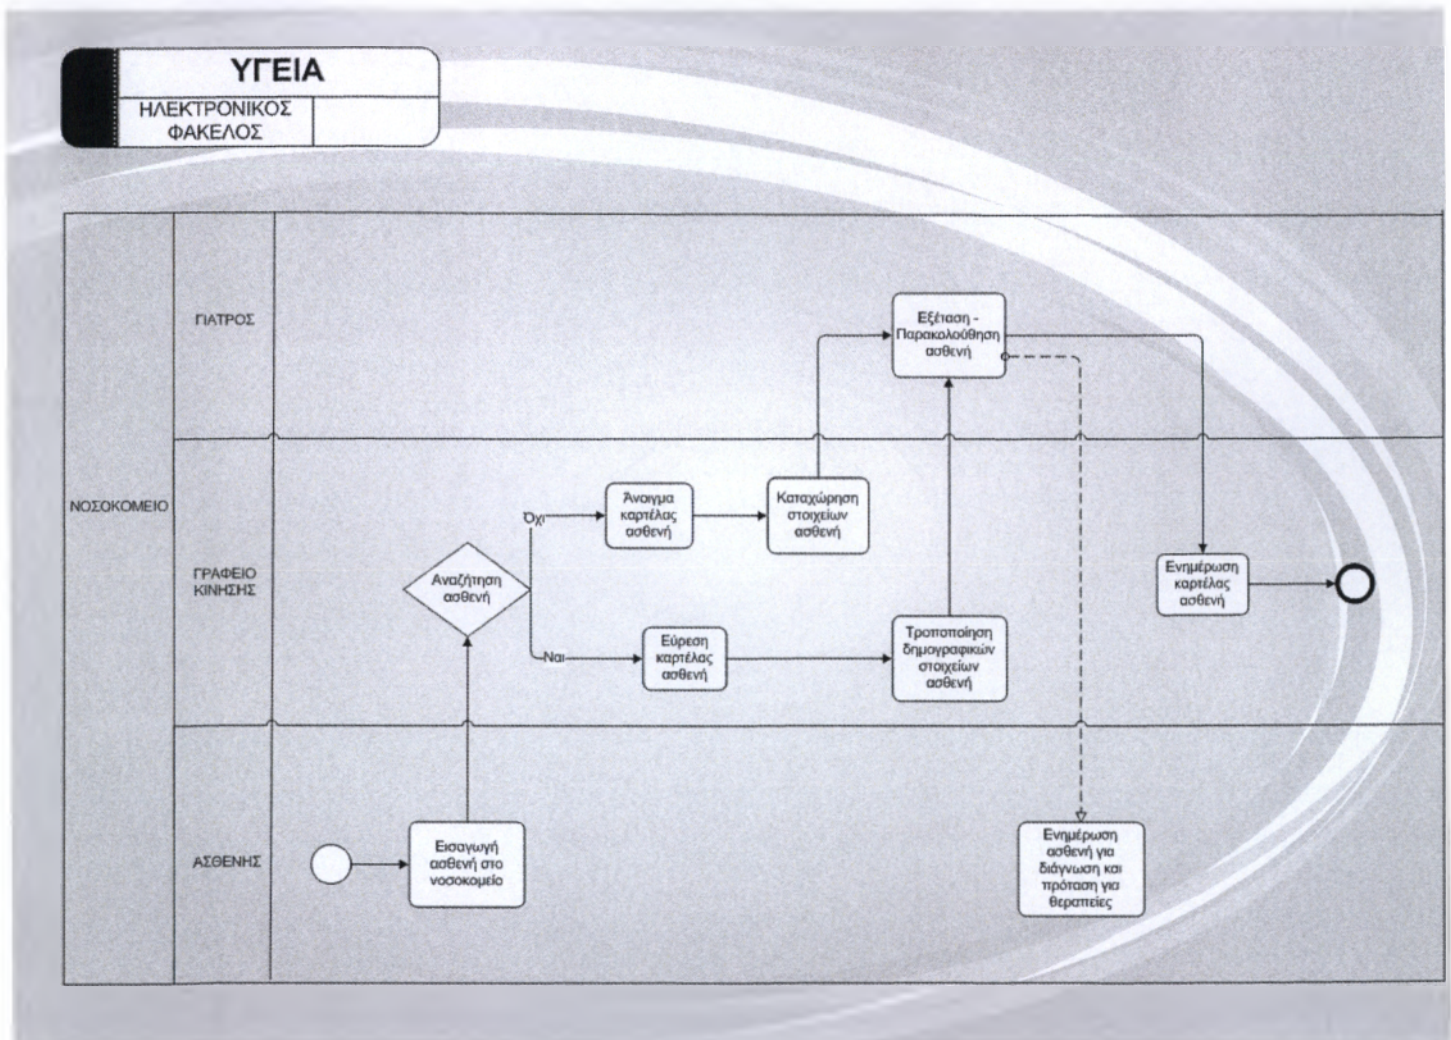 ΥΓΕΙΑ
ΗΛΕΚΤΡΟΝΙΚΟΣ
ΦΑΚΕΛΟΣ
ΝΟΣΟΚΟΜΕΙΟ
ΓΙΑΤΡΟΣ
Εξέταση -
Παρακολούθηση
ασθενή
ΓΡΑΦΕΙΟ
ΚΙΝΗΣΗΣ
Αναζήτηση
ασθενή
Όχι
Άνοιγμα
καρτέλας
ασθενή
Καταχώρηση
στοιχείων
ασθενή
Ναι
Εύρεση
καρτέλας
ασθενή
Τροποποίηση
δημογραφικών
στοιχείων
ασθενή
Ενημέρωση
καρτέλας
ασθενή
ΑΣΘΕΝΗΣ
Εισαγωγή
ασθενή στο
νοσοκομείο
Ενημέρωση
ασθενή για
διάγνωση και
πρόταση για
θεραπείες